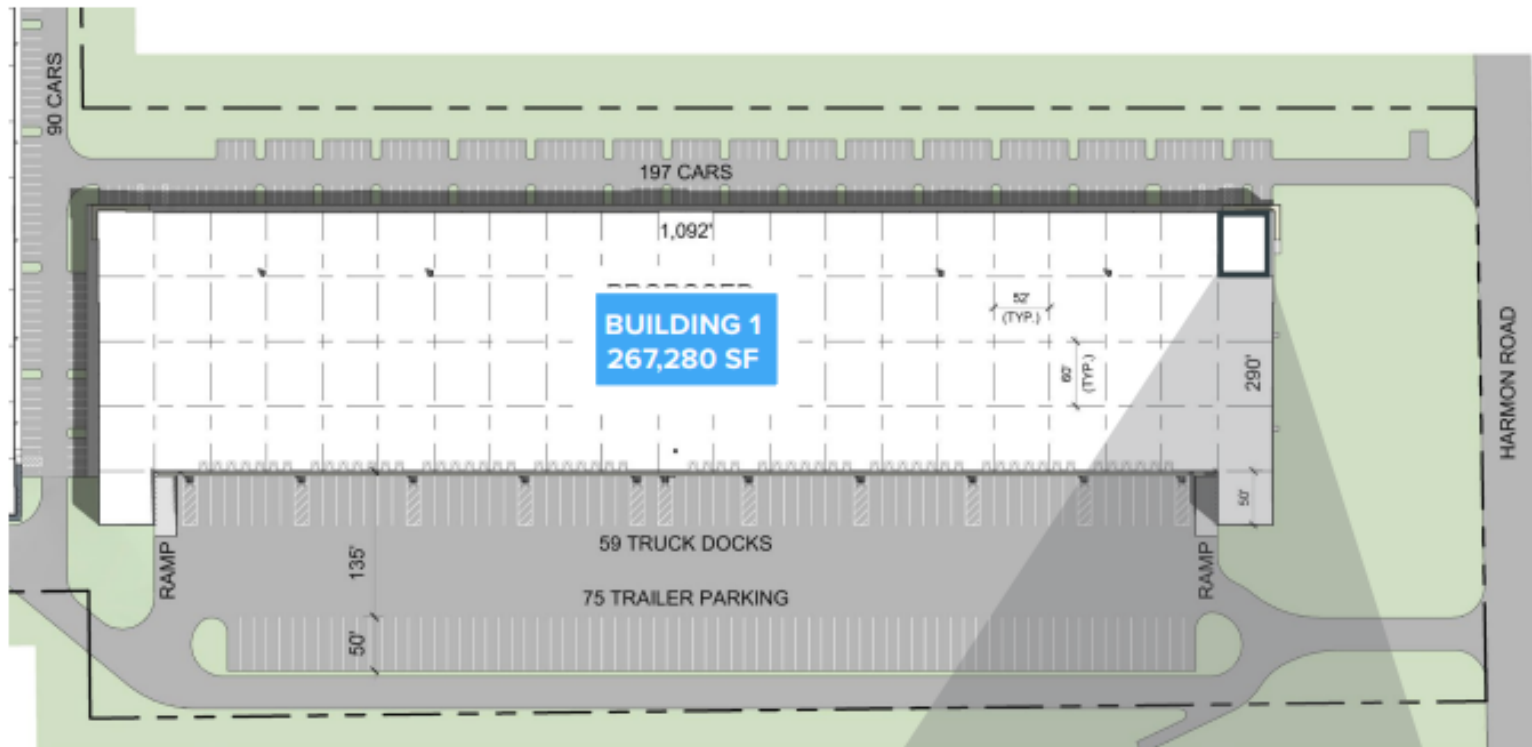 90 CARS
197 CARS
1,092'
52'
(TYP.)
BUILDING 1
267,280 SF
60'
(TYP.)
290'
HARMON ROAD
50'
59 TRUCK DOCKS
RAMP
135'
RAMP
75 TRAILER PARKING
50'